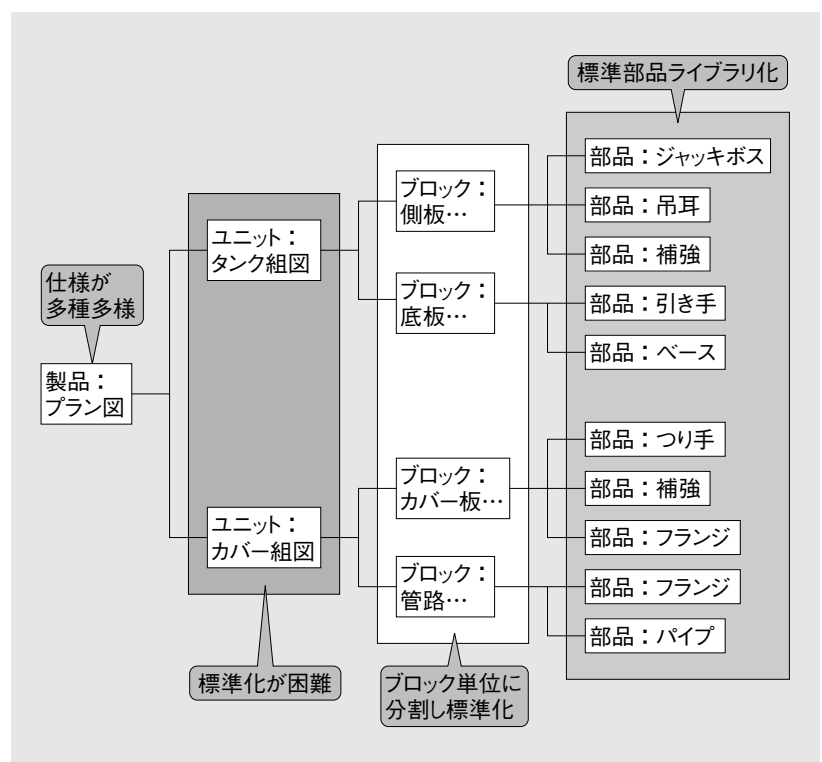 標準部品ライブラリ化
部品：ジャッキボス
ブロック：
側板…
部品：吊耳
ユニット：
タンク組図
部品：補強
仕様が
多種多様
ブロック：
底板…
部品：引き手
部品：ベース
製品：
プラン図
部品：つり手
ブロック：
カバー板…
部品：補強
ユニット：
カバー組図
部品：フランジ
ブロック：
管路…
部品：フランジ
部品：パイプ
標準化が困難
ブロック単位に
分割し標準化